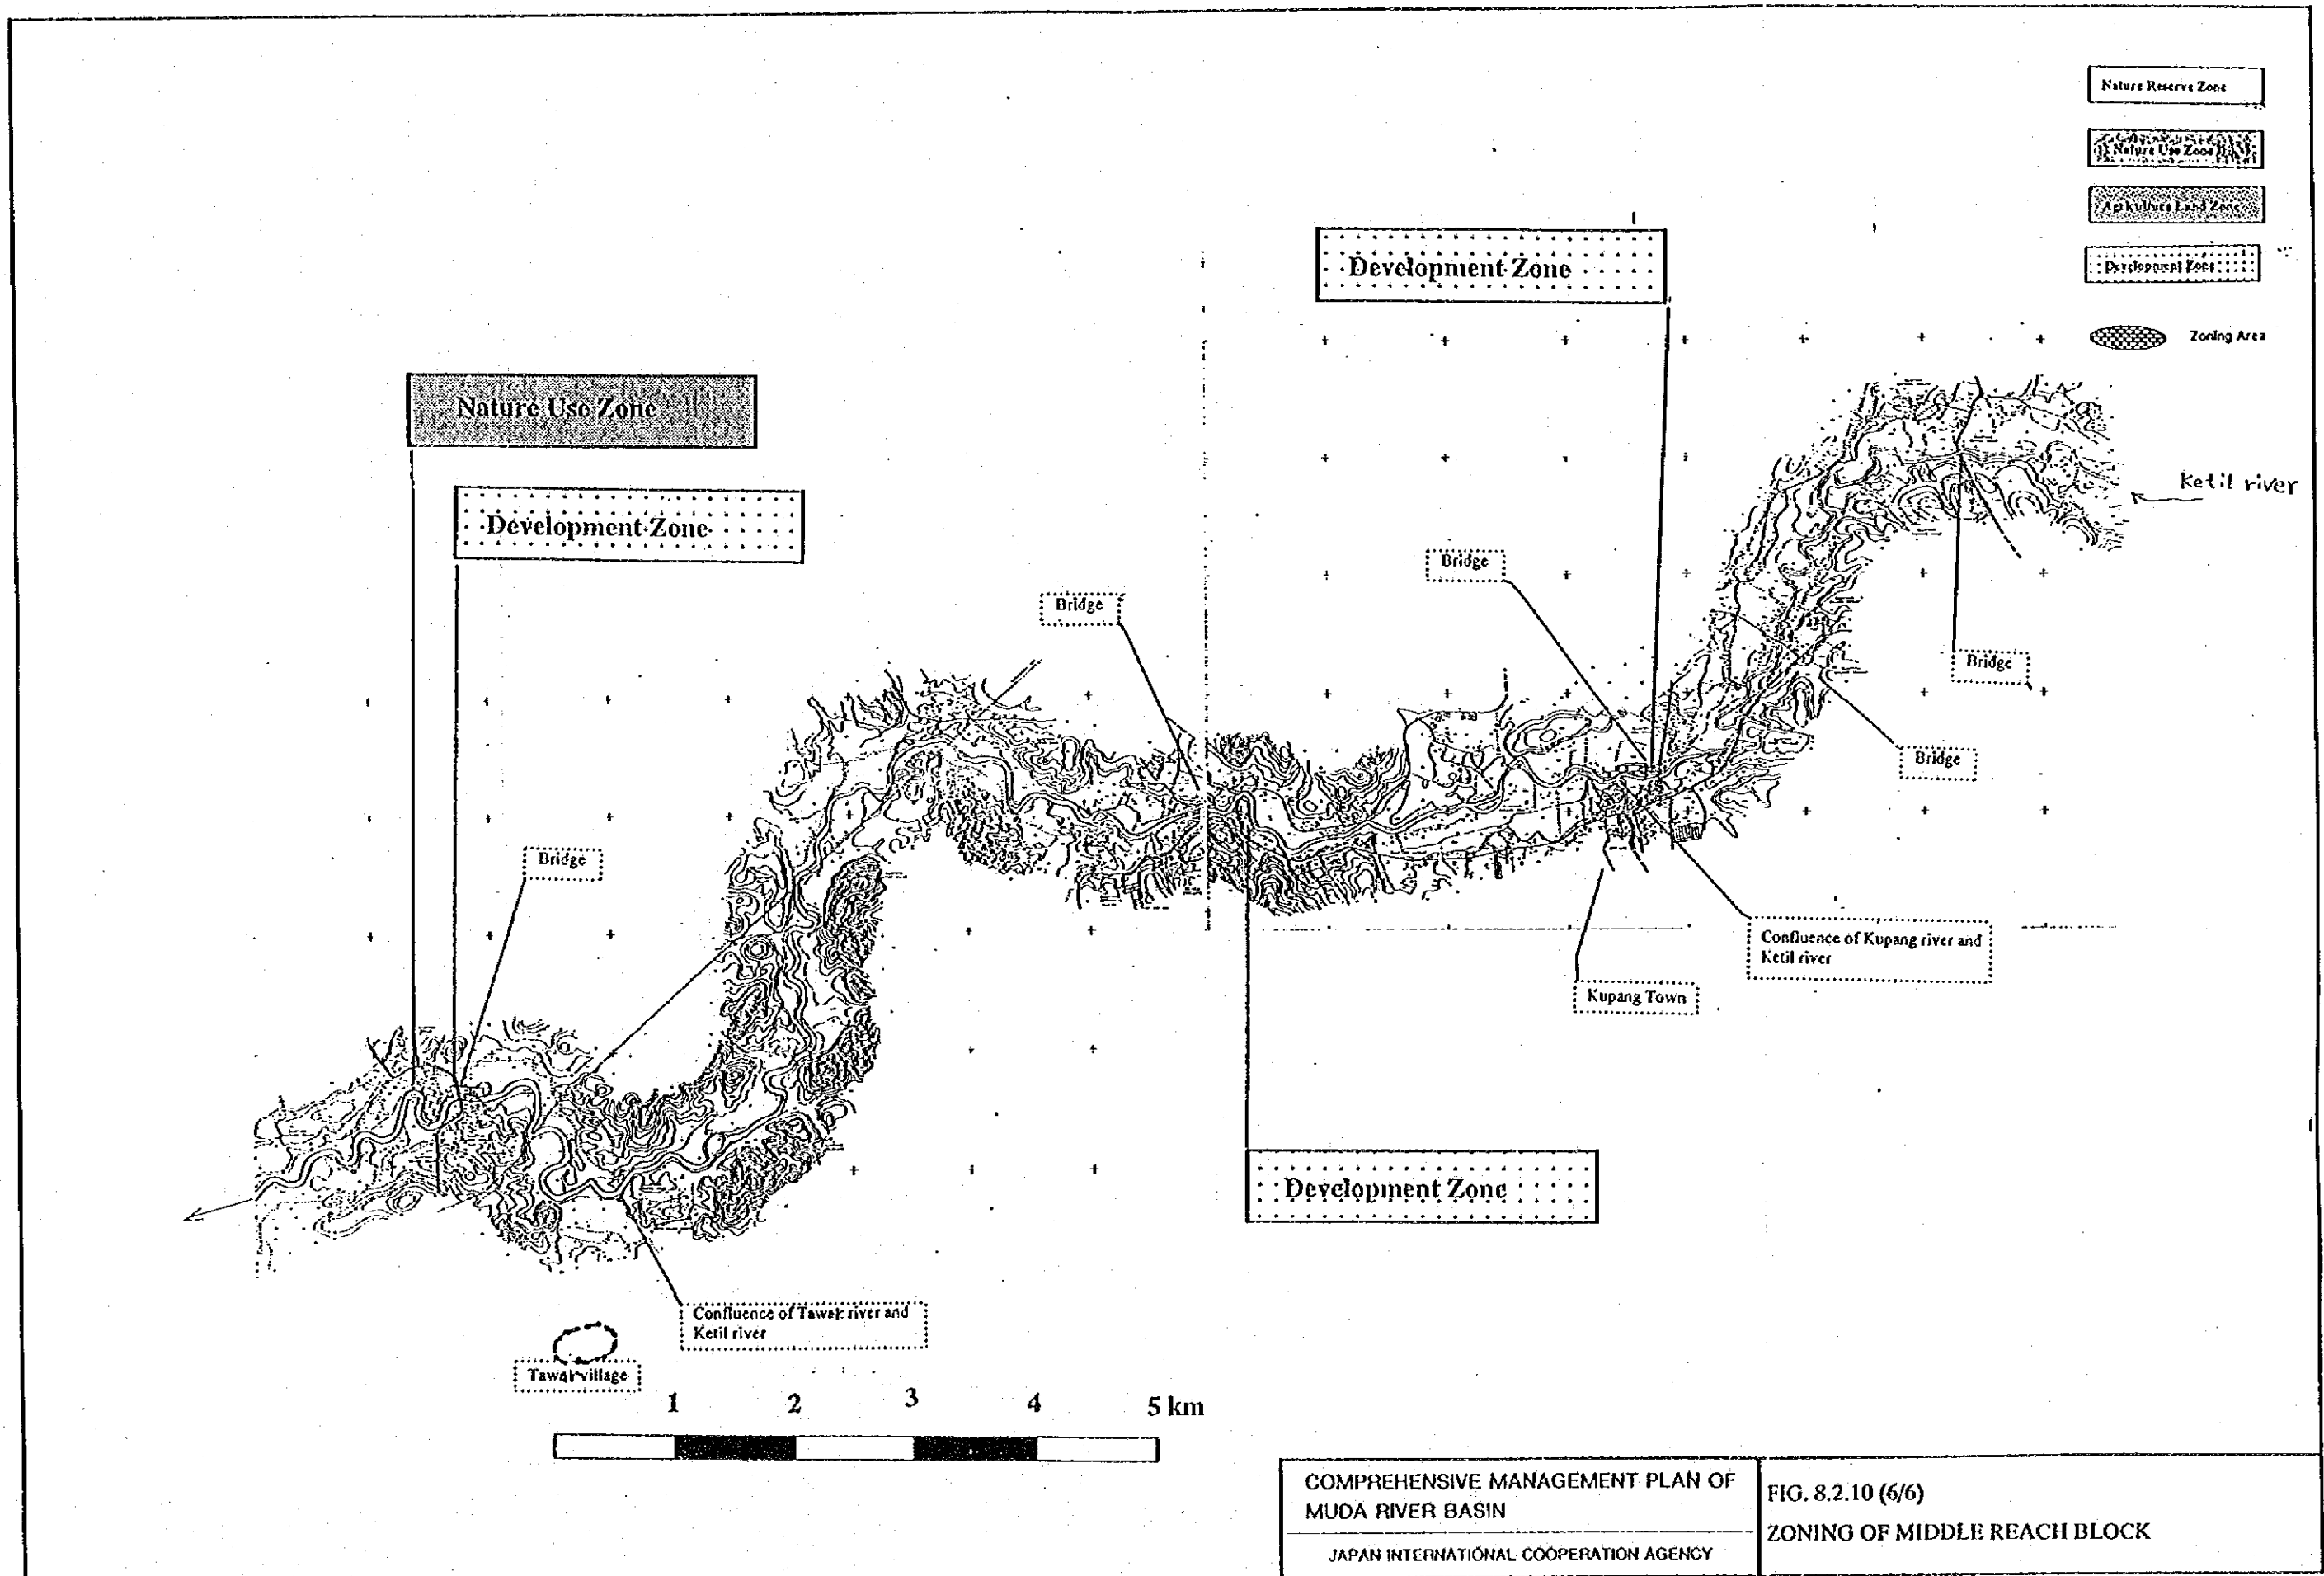 Nature Reserve Zone
Nature Use Zone
Agriculture Land Zone
Development Zone
Zoning Area
Development Zone
Nature Use Zone
Ketil river
Development Zone
Bridge
Bridge
Bridge
Bridge
Bridge
Confluence of Kupang river and
Ketil river
Kupang Town
Development Zone
Confluence of Tawar river and
Ketil river
Tawar village
1 2 3 4 5 km
COMPREHENSIVE MANAGEMENT PLAN OF
MUDA RIVER BASIN
JAPAN INTERNATIONAL COOPERATION AGENCY
FIG. 8.2.10 (6/6)
ZONING OF MIDDLE REACH BLOCK